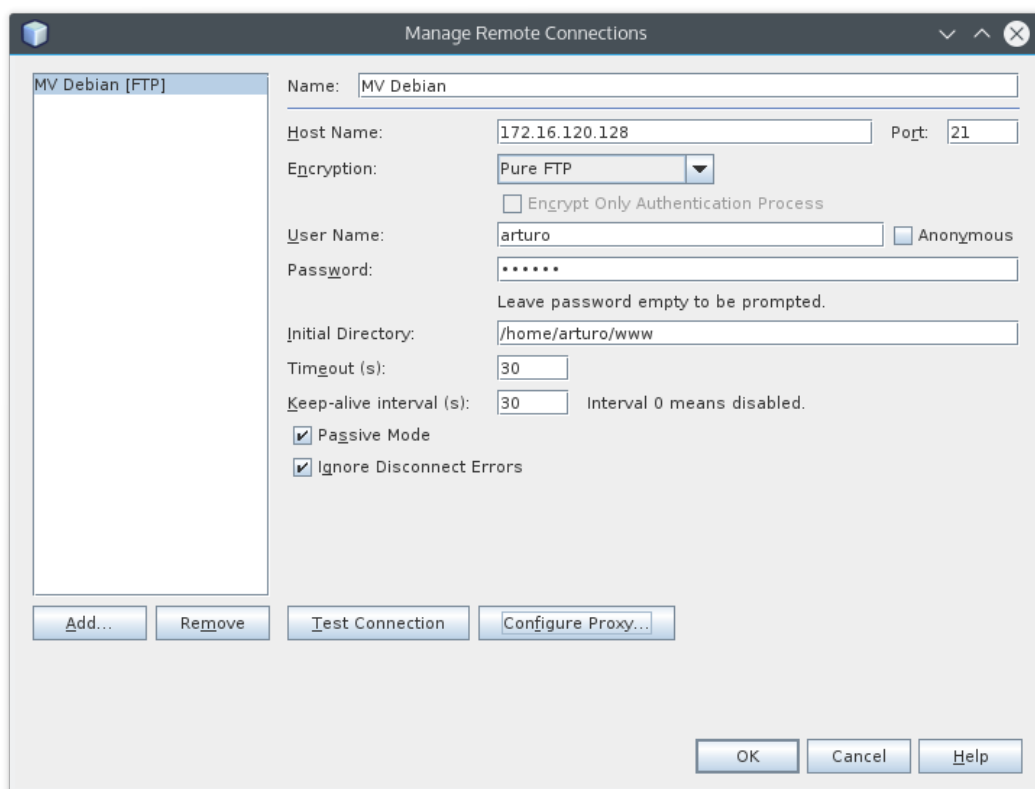 Manage Remote Connections
MV Debian [FTP]
Name: MV Debian
Host Name: 172.16.120.128 Port: 21
Encryption: Pure FTP
Encrypt Only Authentication Process
User Name: arturo Anonymous
Password: ••••••
Leave password empty to be prompted.
Initial Directory: /home/arturo/www
Timeout (s): 30
Keep-alive interval (s): 30 Interval 0 means disabled.
Passive Mode
Ignore Disconnect Errors
Add... Remove Test Connection Configure Proxy...
OK Cancel Help